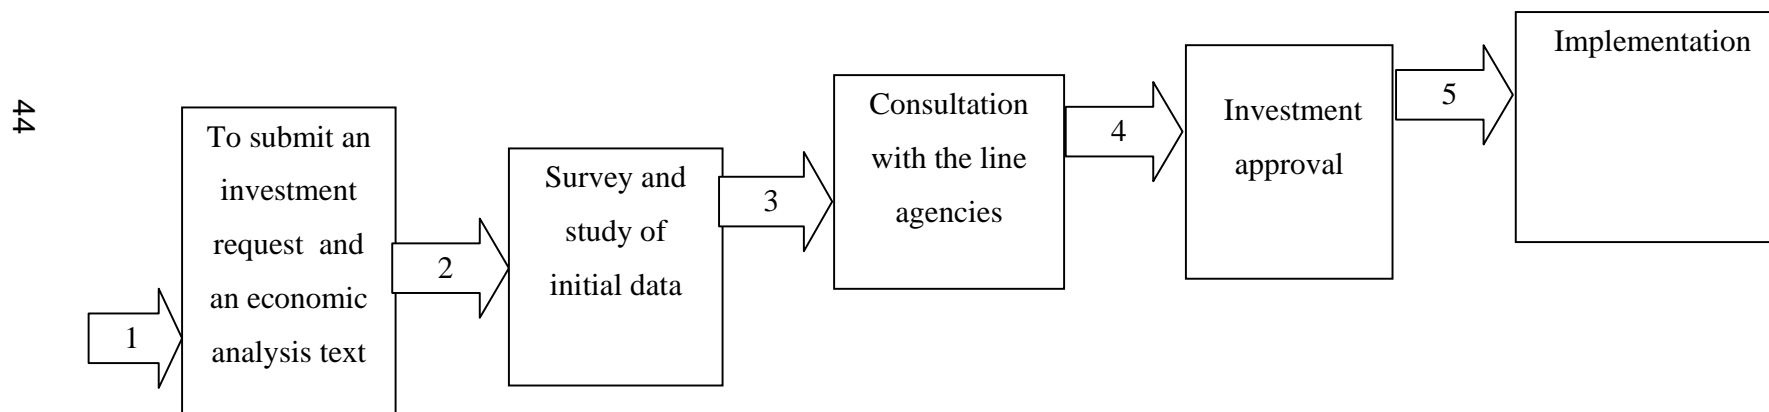 44
1
To submit an
investment
request and
an economic
analysis text
2
Survey and
study of
initial data
3
Consultation
with the line
agencies
4
Investment
approval
5
Implementation